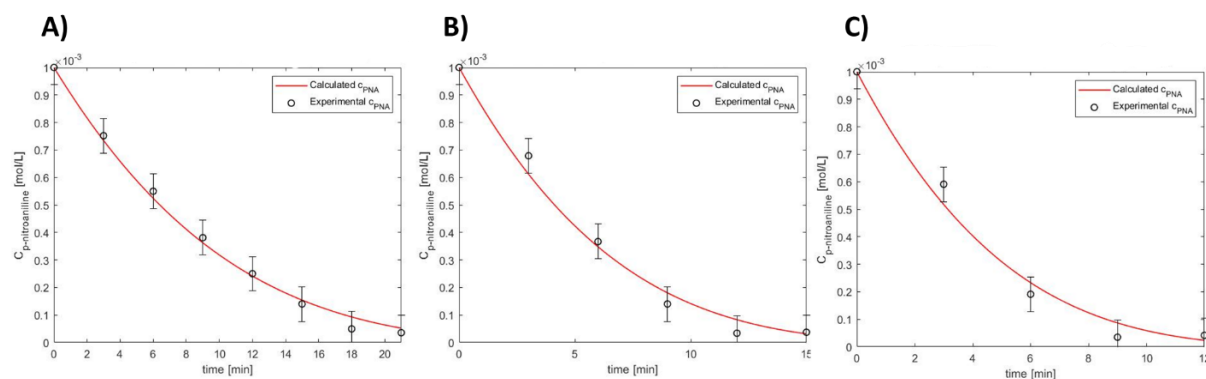 A)
×10⁻³
Calculated c_PNA
Experimental c_PNA
C_p-nitroaniline [mol/L]
1
0.9
0.8
0.7
0.6
0.5
0.4
0.3
0.2
0.1
0
0 2 4 6 8 10 12 14 16 18 20
time [min]
B)
×10⁻³
Calculated c_PNA
Experimental c_PNA
C_p-nitroaniline [mol/L]
1
0.9
0.8
0.7
0.6
0.5
0.4
0.3
0.2
0.1
0
0 5 10 15
time [min]
C)
×10⁻³
Calculated c_PNA
Experimental c_PNA
C_p-nitroaniline [mol/L]
1
0.9
0.8
0.7
0.6
0.5
0.4
0.3
0.2
0.1
0
0 2 4 6 8 10 12
time [min]